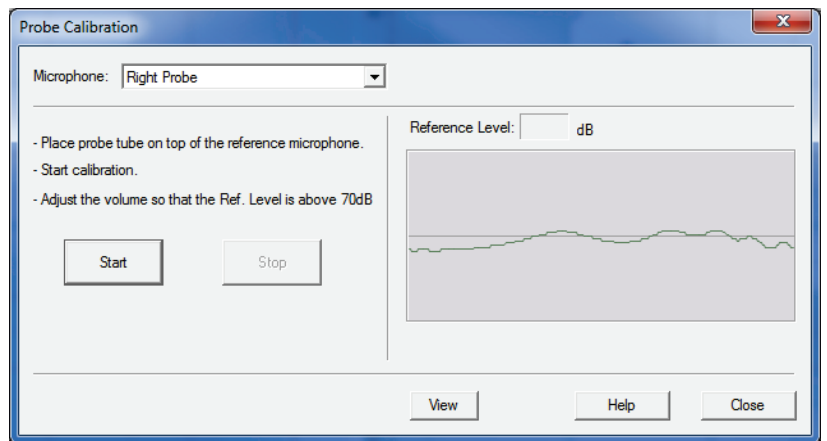 Probe Calibration
Microphone: Right Probe
- Place probe tube on top of the reference microphone.
- Start calibration.
- Adjust the volume so that the Ref. Level is above 70dB
Start Stop
Reference Level: dB
View Help Close